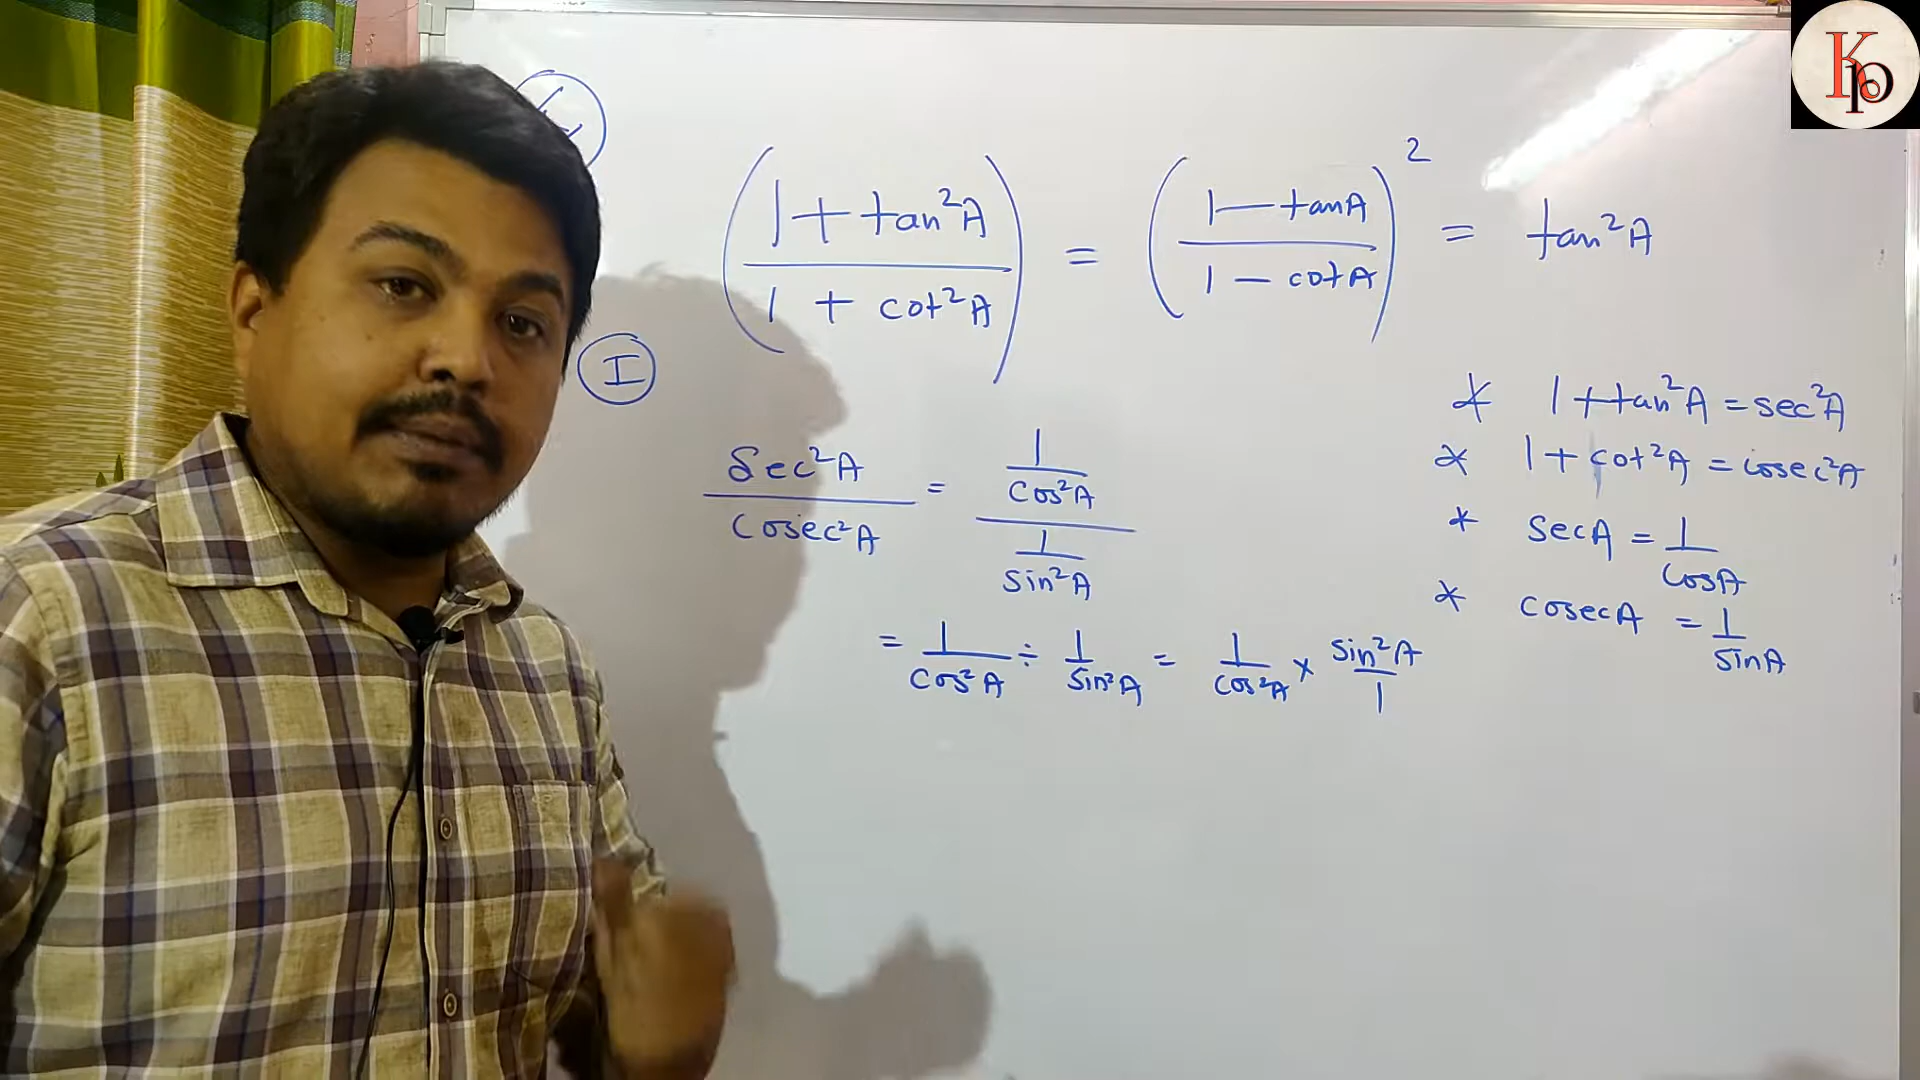 (1 + tan²A / 1 + cot²A) = (1 − tanA / 1 − cotA)² = tan²A
I
* 1 + tan²A = sec²A
* 1 + cot²A = cosec²A
* secA = 1/cosA
* cosecA = 1/sinA
sec²A / cosec²A = 1/cos²A / 1/sin²A
= 1/cos²A ÷ 1/sin²A = 1/cos²A × sin²A/1
Kp